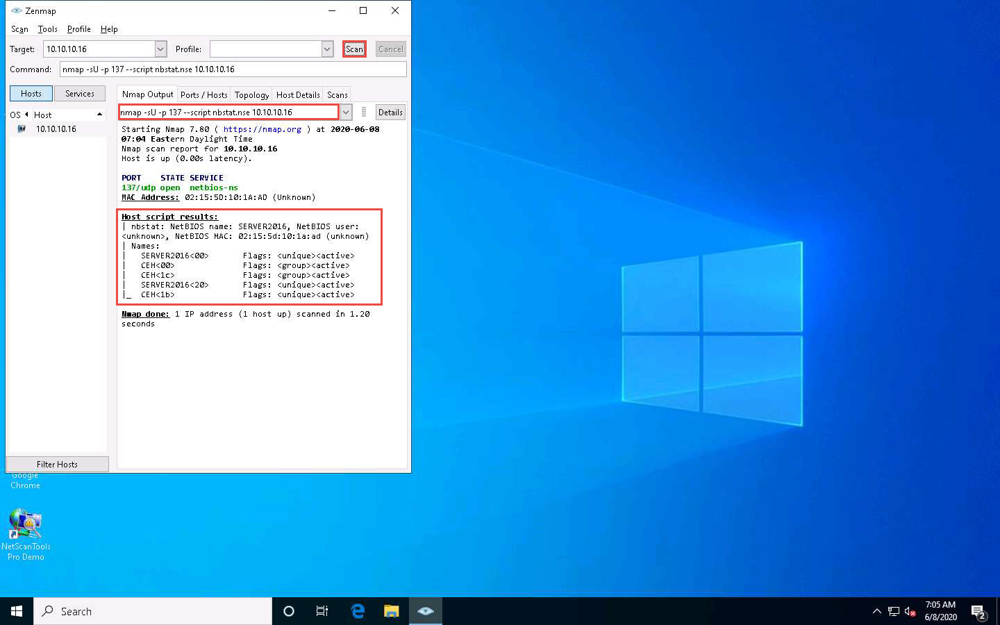 Zenmap
Scan Tools Profile Help
Target: 10.10.10.16 Profile: Scan Cancel
Command: nmap -sU -p 137 --script nbstat.nse 10.10.10.16
Hosts Services
Nmap Output Ports / Hosts Topology Host Details Scans
OS Host
nmap -sU -p 137 --script nbstat.nse 10.10.10.16 Details
10.10.10.16
Starting Nmap 7.80 ( https://nmap.org ) at 2020-06-08
07:04 Eastern Daylight Time
Nmap scan report for 10.10.10.16
Host is up (0.00s latency).
PORT STATE SERVICE
137/udp open netbios-ns
MAC Address: 02:15:5D:10:1A:AD (Unknown)
Host script results:
| nbstat: NetBIOS name: SERVER2016, NetBIOS user:
<unknown>, NetBIOS MAC: 02:15:5d:10:1a:ad (unknown)
| Names:
| SERVER2016<00> Flags: <unique><active>
| CEH<00> Flags: <group><active>
| CEH<1c> Flags: <group><active>
| SERVER2016<20> Flags: <unique><active>
|_ CEH<1b> Flags: <unique><active>
Nmap done: 1 IP address (1 host up) scanned in 1.20
seconds
Filter Hosts
Google
Chrome
NetScanTools
Pro Demo
Search
7:05 AM
6/8/2020
2